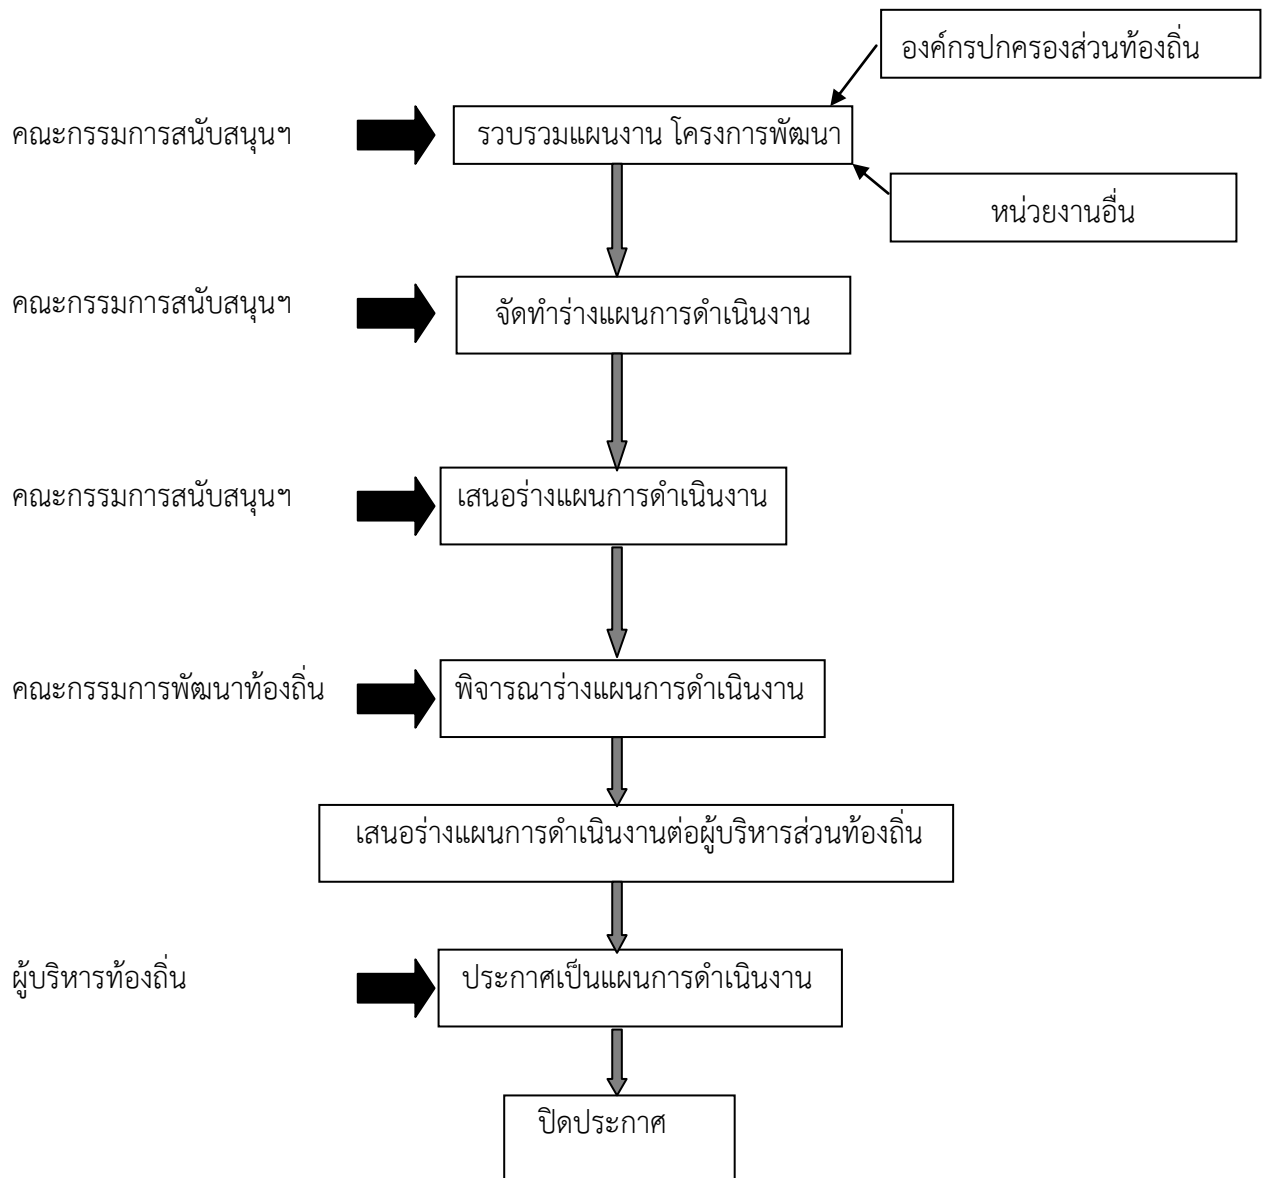 องค์กรปกครองส่วนท้องถิ่น
คณะกรรมการสนับสนุนฯ
รวบรวมแผนงาน โครงการพัฒนา
หน่วยงานอื่น
คณะกรรมการสนับสนุนฯ
จัดทำร่างแผนการดำเนินงาน
คณะกรรมการสนับสนุนฯ
เสนอร่างแผนการดำเนินงาน
คณะกรรมการพัฒนาท้องถิ่น
พิจารณาร่างแผนการดำเนินงาน
เสนอร่างแผนการดำเนินงานต่อผู้บริหารส่วนท้องถิ่น
ผู้บริหารท้องถิ่น
ประกาศเป็นแผนการดำเนินงาน
ปิดประกาศ